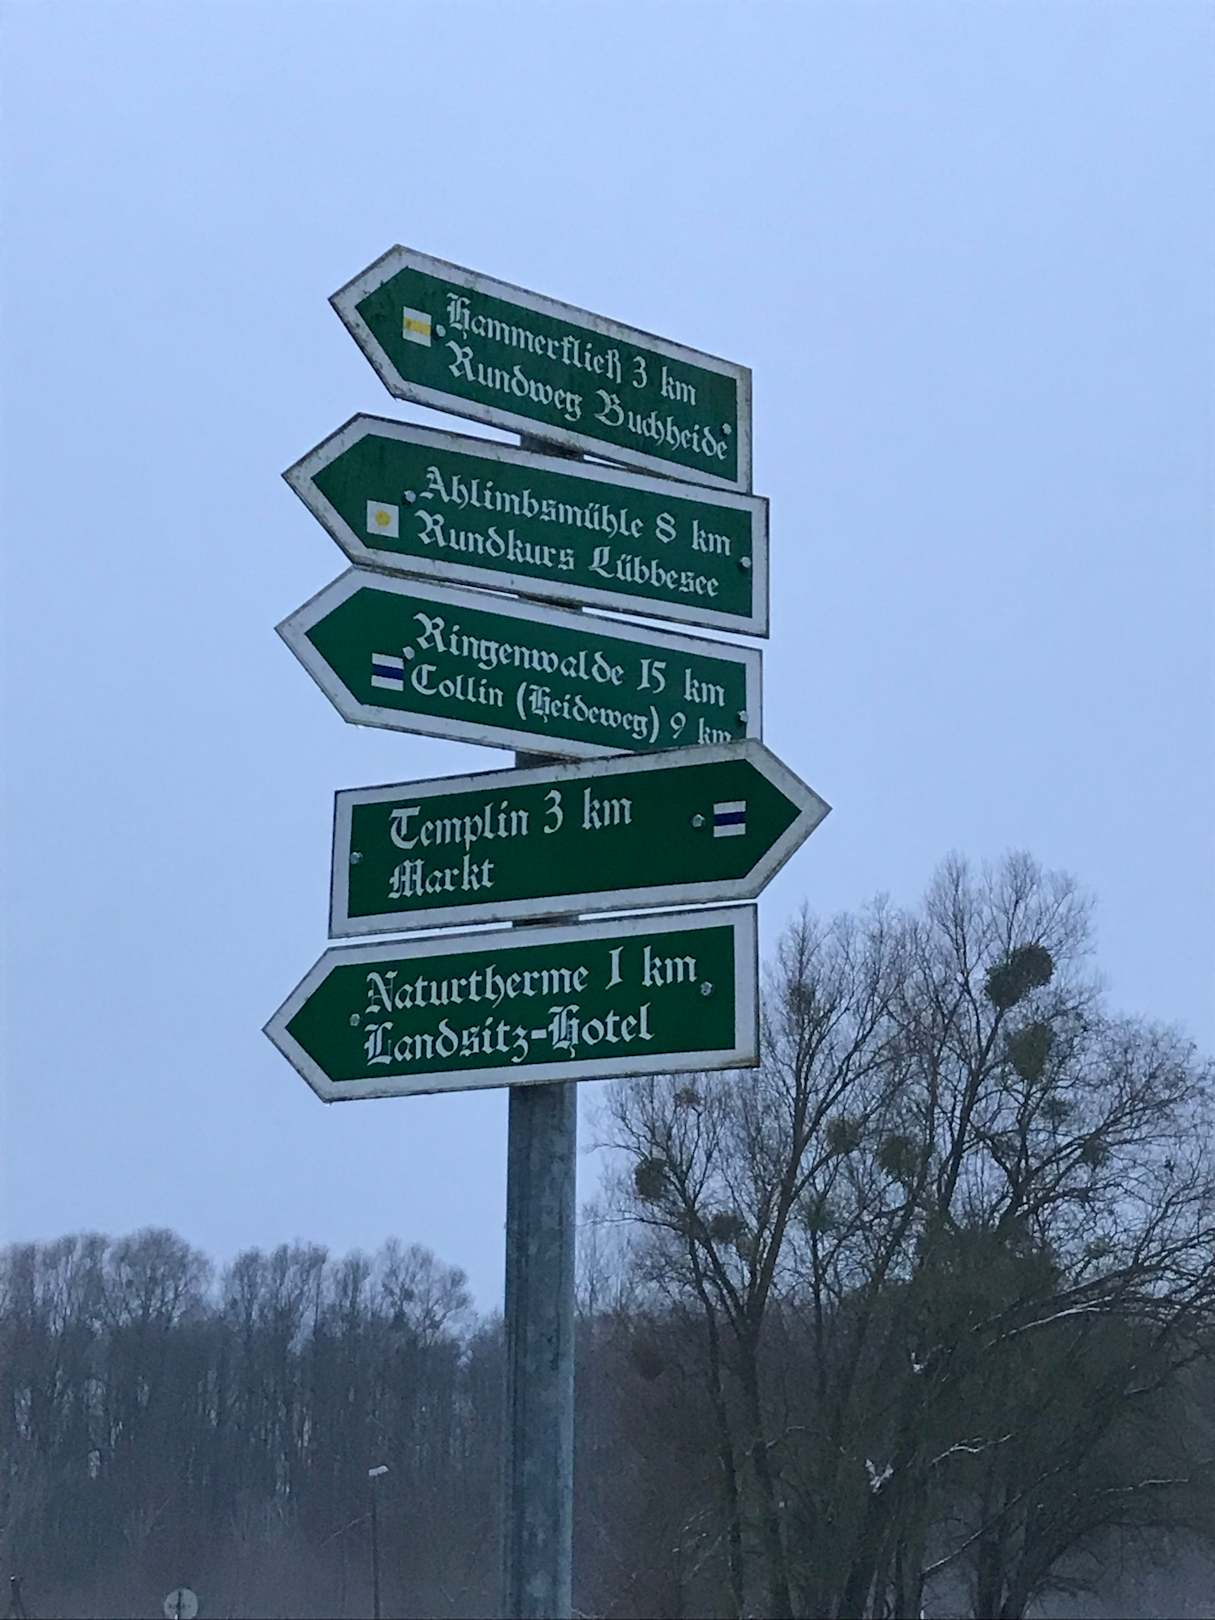 Hammerfließ 3 km
Rundweg Buchheide
Ahlimbsmühle 8 km
Rundkurs Lübbesee
Ringenwalde 15 km
Collin (Heideweg) 9 km
Templin 3 km
Markt
Naturtherme 1 km
Landsitz-Hotel